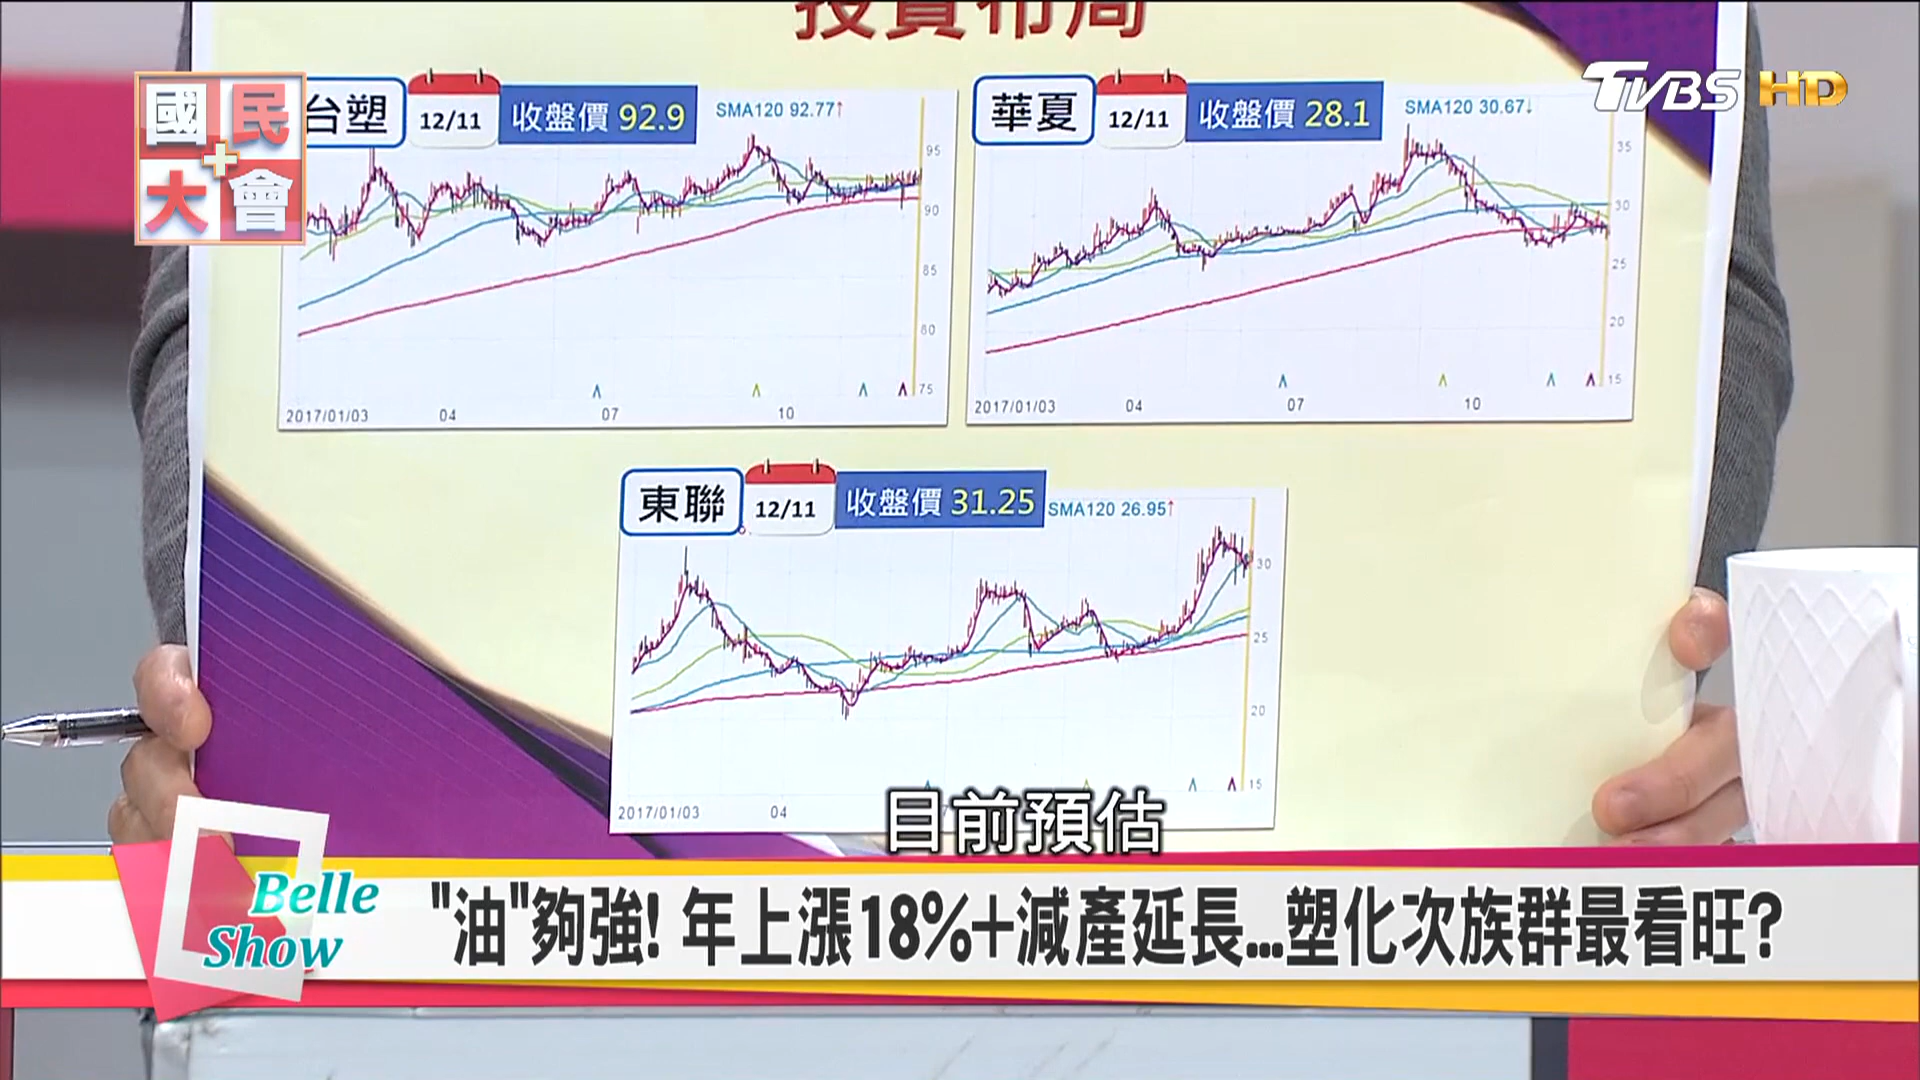 投資布局
國民
+
大會
TVBS HD
台塑 12/11 收盤價 92.9 SMA120 92.77↑
95
90
85
80
75
2017/01/03 04 07 10
華夏 12/11 收盤價 28.1 SMA120 30.67↓
35
30
25
20
15
2017/01/03 04 07 10
東聯 12/11 收盤價 31.25 SMA120 26.95↑
30
25
20
15
2017/01/03 04
目前預估
Belle
Show
"油"夠強! 年上漲18%+減產延長...塑化次族群最看旺?